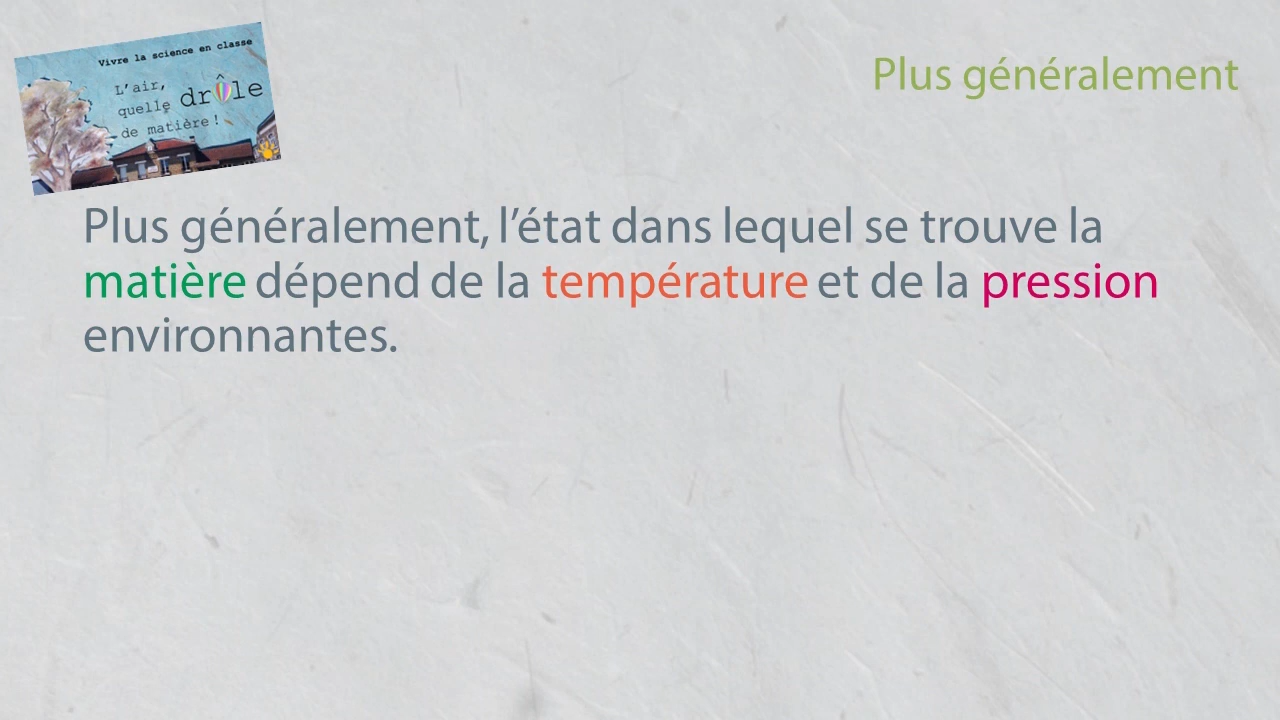 Vivre la science en classe
L'air,
quelle drôle
de matière !
Plus généralement
Plus généralement, l’état dans lequel se trouve la
matière dépend de la température et de la pression
environnantes.